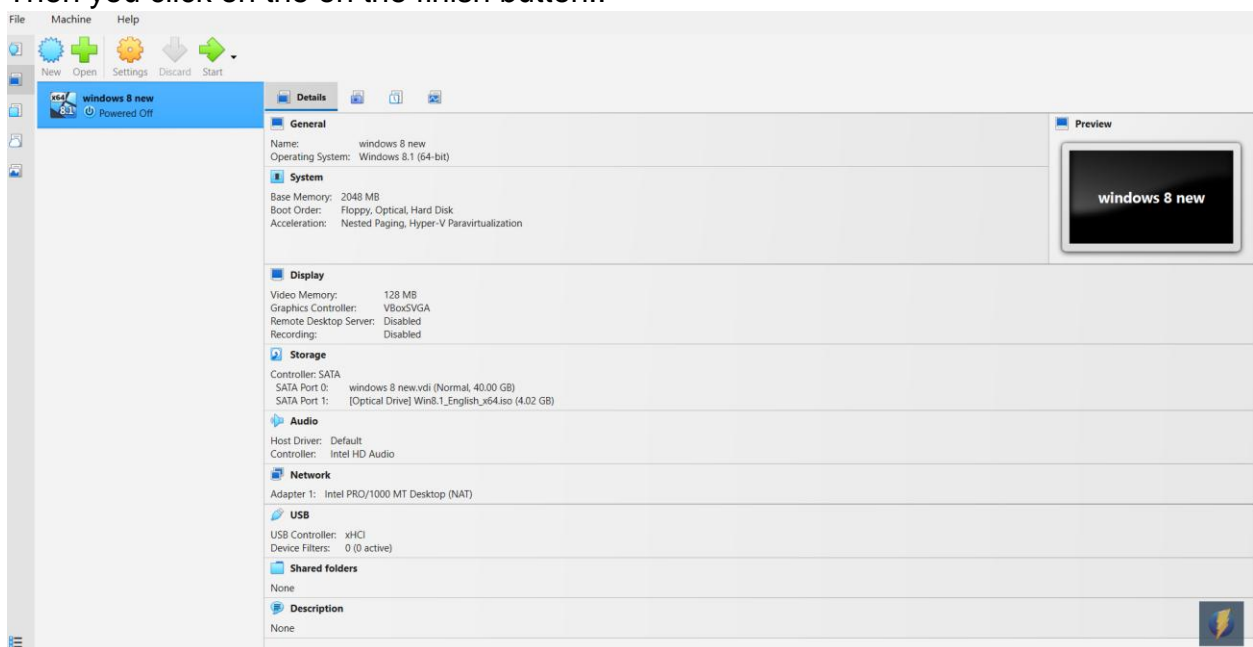 Then you click on the on the finish button..
File Machine Help
New Open Settings Discard Start
x64
8.1
windows 8 new
Powered Off
Details
General
Name: windows 8 new
Operating System: Windows 8.1 (64-bit)
Preview
windows 8 new
System
Base Memory: 2048 MB
Boot Order: Floppy, Optical, Hard Disk
Acceleration: Nested Paging, Hyper-V Paravirtualization
Display
Video Memory: 128 MB
Graphics Controller: VBoxSVGA
Remote Desktop Server: Disabled
Recording: Disabled
Storage
Controller: SATA
SATA Port 0: windows 8 new.vdi (Normal, 40.00 GB)
SATA Port 1: [Optical Drive] Win8.1_English_x64.iso (4.02 GB)
Audio
Host Driver: Default
Controller: Intel HD Audio
Network
Adapter 1: Intel PRO/1000 MT Desktop (NAT)
USB
USB Controller: xHCI
Device Filters: 0 (0 active)
Shared folders
None
Description
None